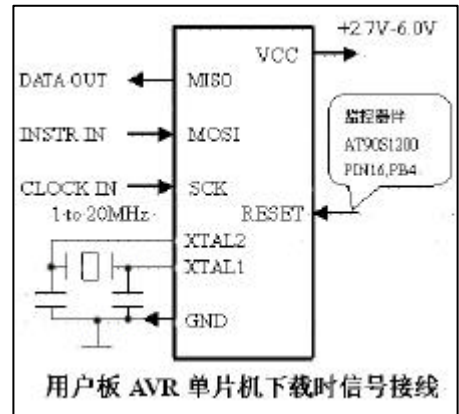 +2.7V-6.0V
VCC
DATA OUT
MISO
INSTR IN
MOSI
CLOCK IN
SCK
1 to 20MHz
RESET
监控器件
AT90S1200
PIN16,PB4
XTAL2
XTAL1
GND
用户板 AVR 单片机下载时信号接线